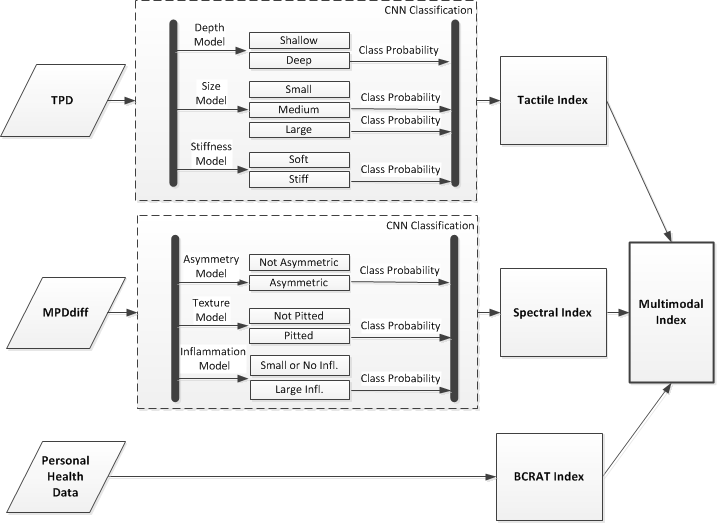 CNN Classification
Depth
Model
Shallow
Deep
Class Probability
TPD
Size
Model
Small
Medium
Large
Class Probability
Class Probability
Tactile Index
Stiffness
Model
Soft
Stiff
Class Probability
CNN Classification
Asymmetry
Model
Not Asymmetric
Asymmetric
Class Probability
MPDdiff
Texture
Model
Not Pitted
Pitted
Class Probability
Spectral Index
Multimodal
Index
Inflammation
Model
Small or No Infl.
Large Infl.
Class Probability
Personal
Health
Data
BCRAT Index